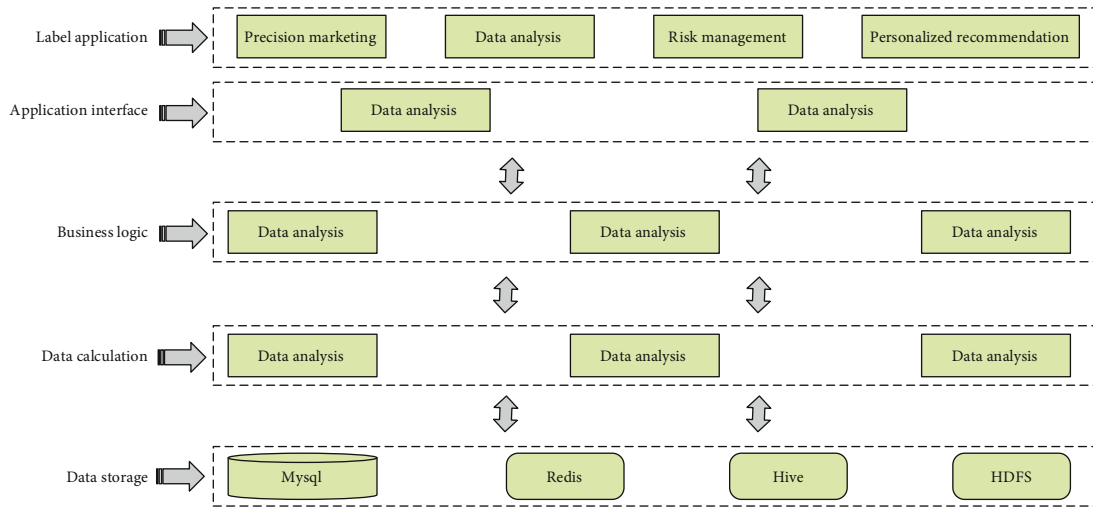 Label application
Precision marketing
Data analysis
Risk management
Personalized recommendation
Application interface
Data analysis
Data analysis
Business logic
Data analysis
Data analysis
Data analysis
Data calculation
Data analysis
Data analysis
Data analysis
Data storage
Mysql
Redis
Hive
HDFS